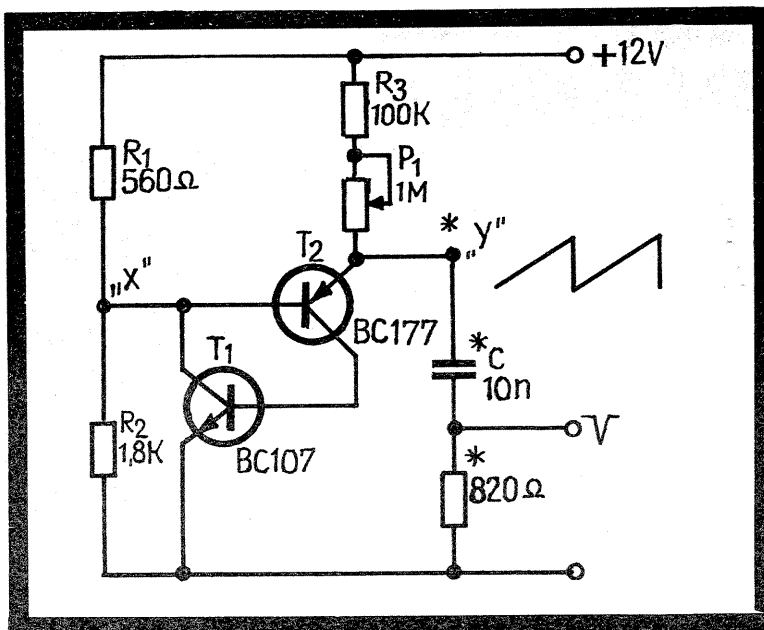 +12V
R3
100K
P1
1M
R1
560Ω
* „Y"
„X"
T2
BC177
*C
10n
T1
R2
1,8K
BC107
*
820Ω